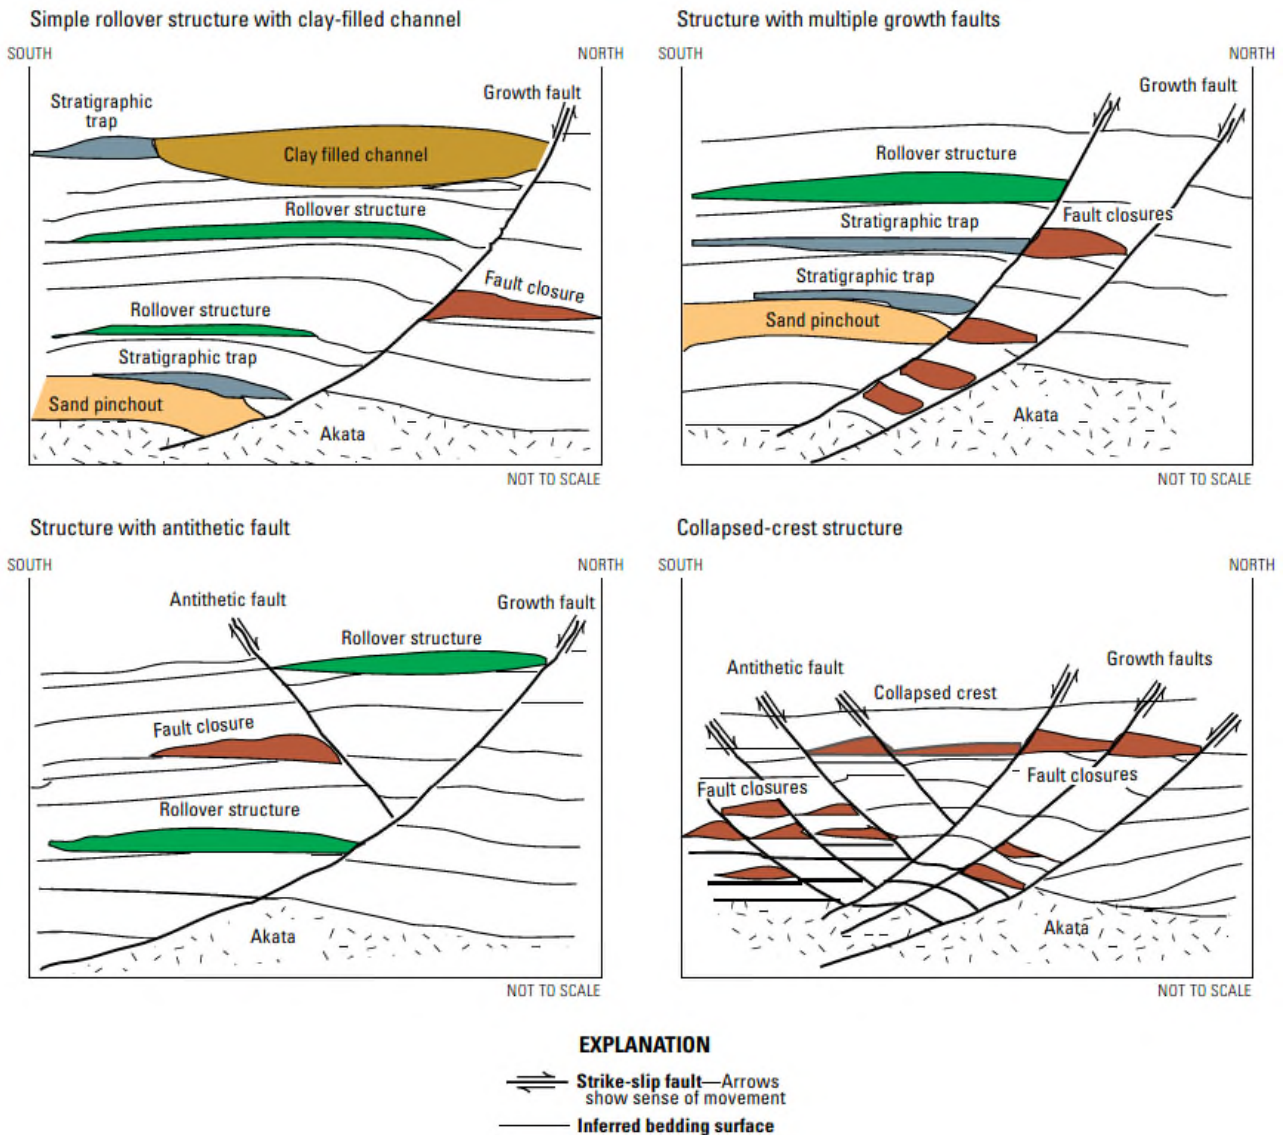 Simple rollover structure with clay-filled channel
SOUTH
NORTH
Growth fault
Stratigraphic
trap
Clay filled channel
Rollover structure
Fault closure
Rollover structure
Stratigraphic trap
Sand pinchout
Akata
NOT TO SCALE
Structure with multiple growth faults
SOUTH
NORTH
Growth fault
Rollover structure
Fault closures
Stratigraphic trap
Stratigraphic trap
Sand pinchout
Akata
NOT TO SCALE
Structure with antithetic fault
SOUTH
NORTH
Antithetic fault
Growth fault
Rollover structure
Fault closure
Rollover structure
Akata
NOT TO SCALE
Collapsed-crest structure
SOUTH
NORTH
Antithetic fault
Growth faults
Collapsed crest
Fault closures
Fault closures
Akata
NOT TO SCALE
EXPLANATION
Strike-slip fault—Arrows
show sense of movement
Inferred bedding surface